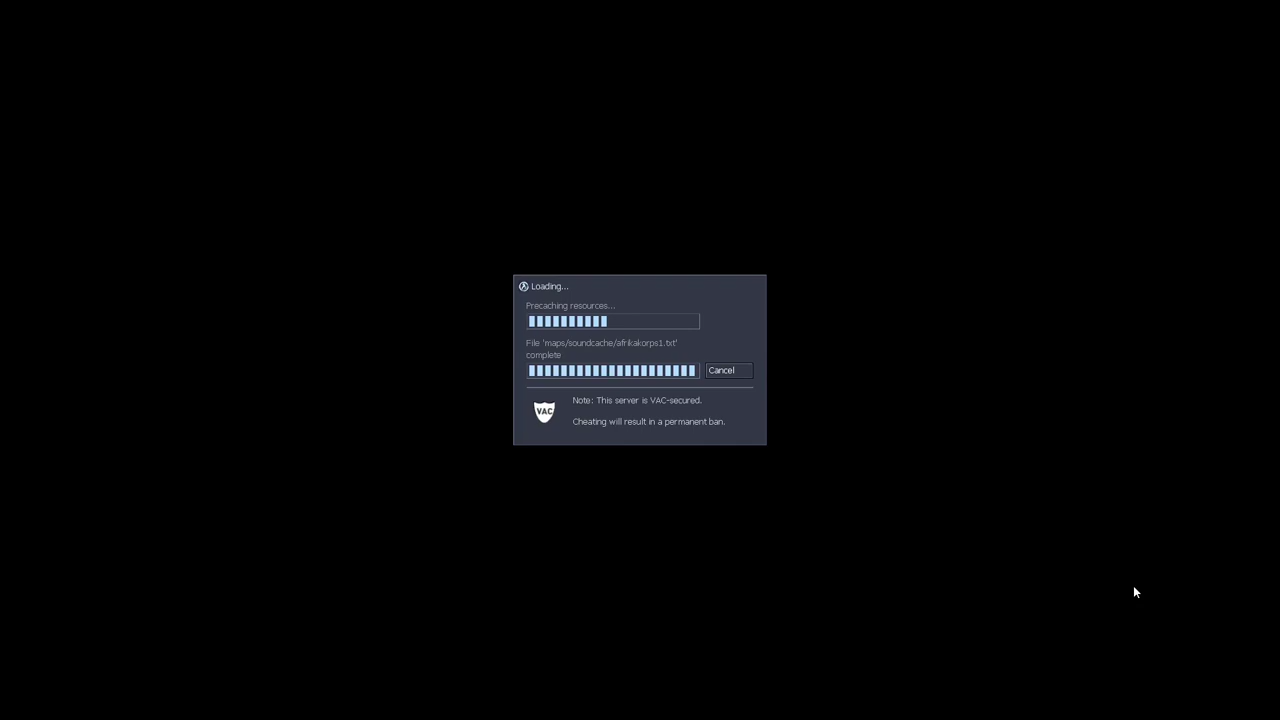 Loading...
Precaching resources...
File 'maps/soundcache/afrikakorps1.txt'
complete
Cancel
VAC
Note: This server is VAC-secured.
Cheating will result in a permanent ban.